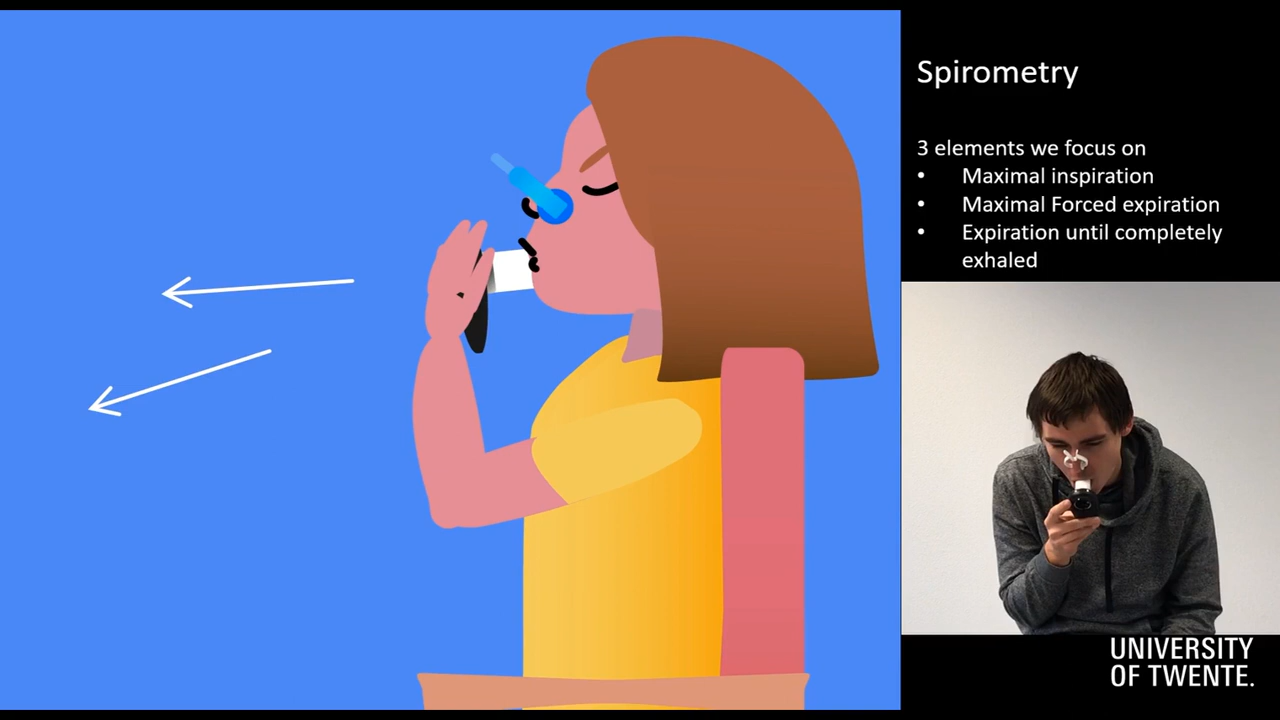 Spirometry
3 elements we focus on
• Maximal inspiration
• Maximal Forced expiration
• Expiration until completely
exhaled
UNIVERSITY
OF TWENTE.